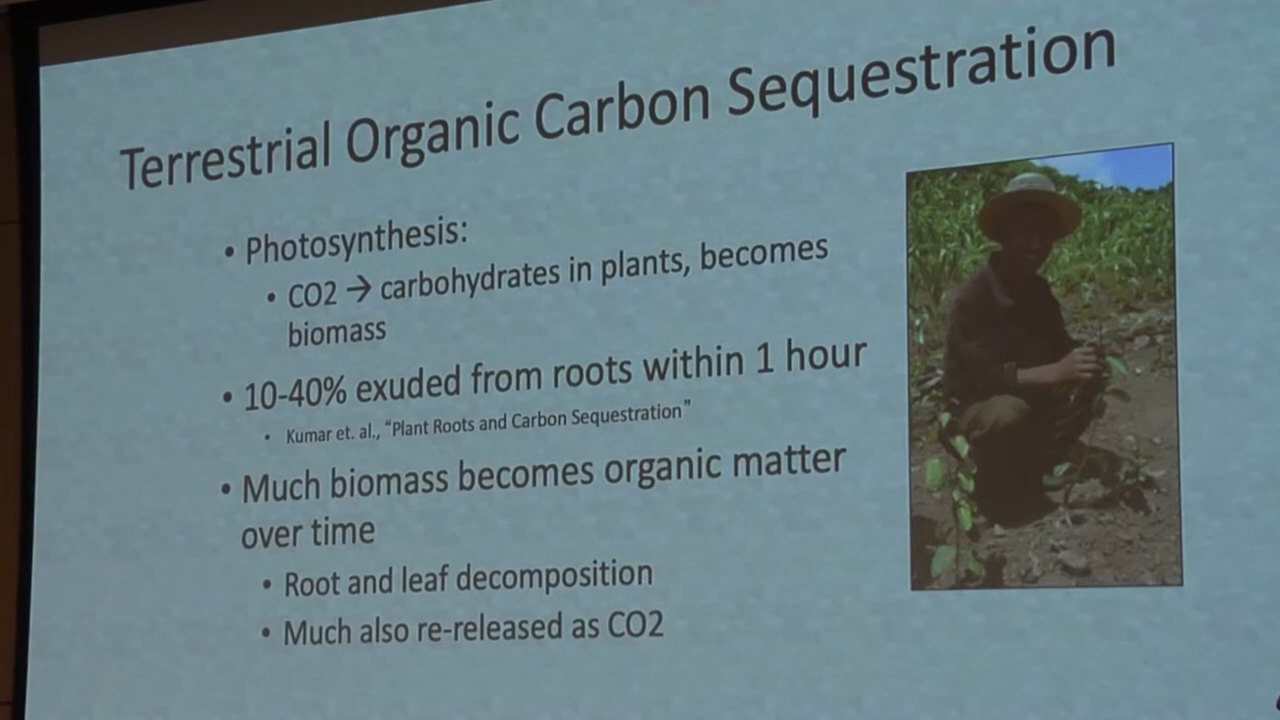 Terrestrial Organic Carbon Sequestration
• Photosynthesis:
• CO2 → carbohydrates in plants, becomes
biomass
• 10-40% exuded from roots within 1 hour
• Kumar et. al., “Plant Roots and Carbon Sequestration”
• Much biomass becomes organic matter
over time
• Root and leaf decomposition
• Much also re-released as CO2